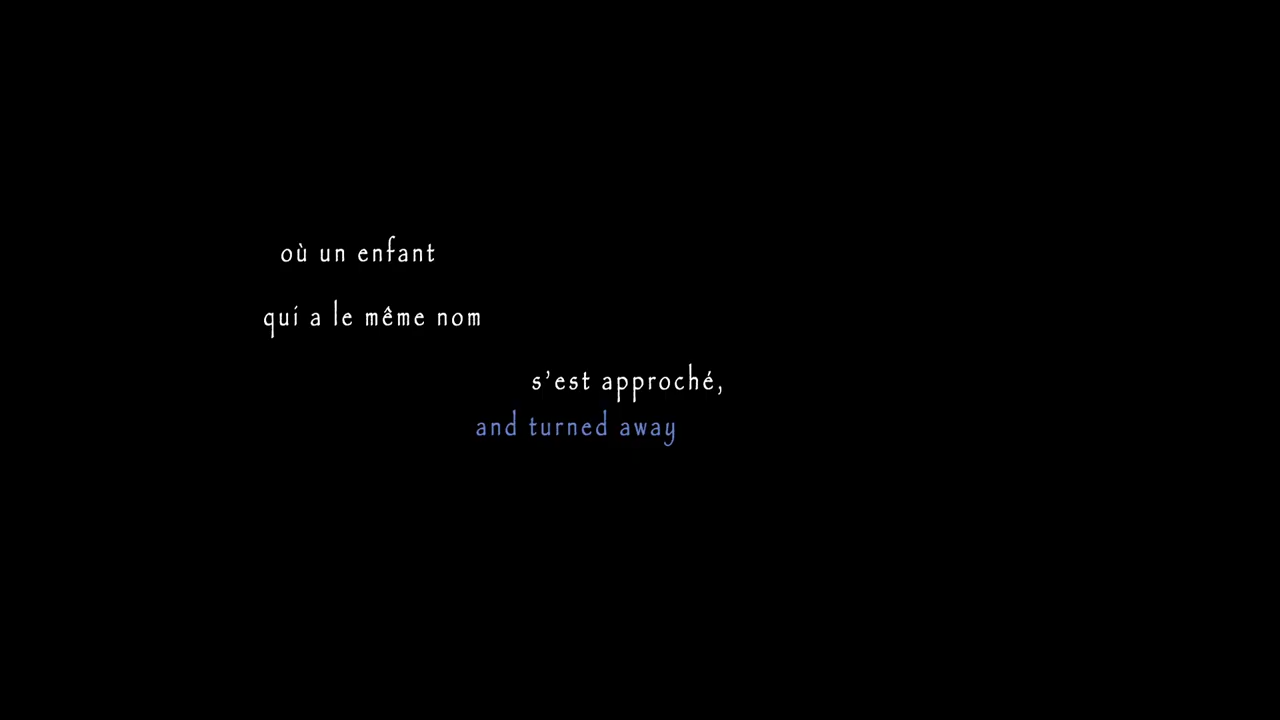 où un enfant
qui a le même nom
s’est approché,
and turned away